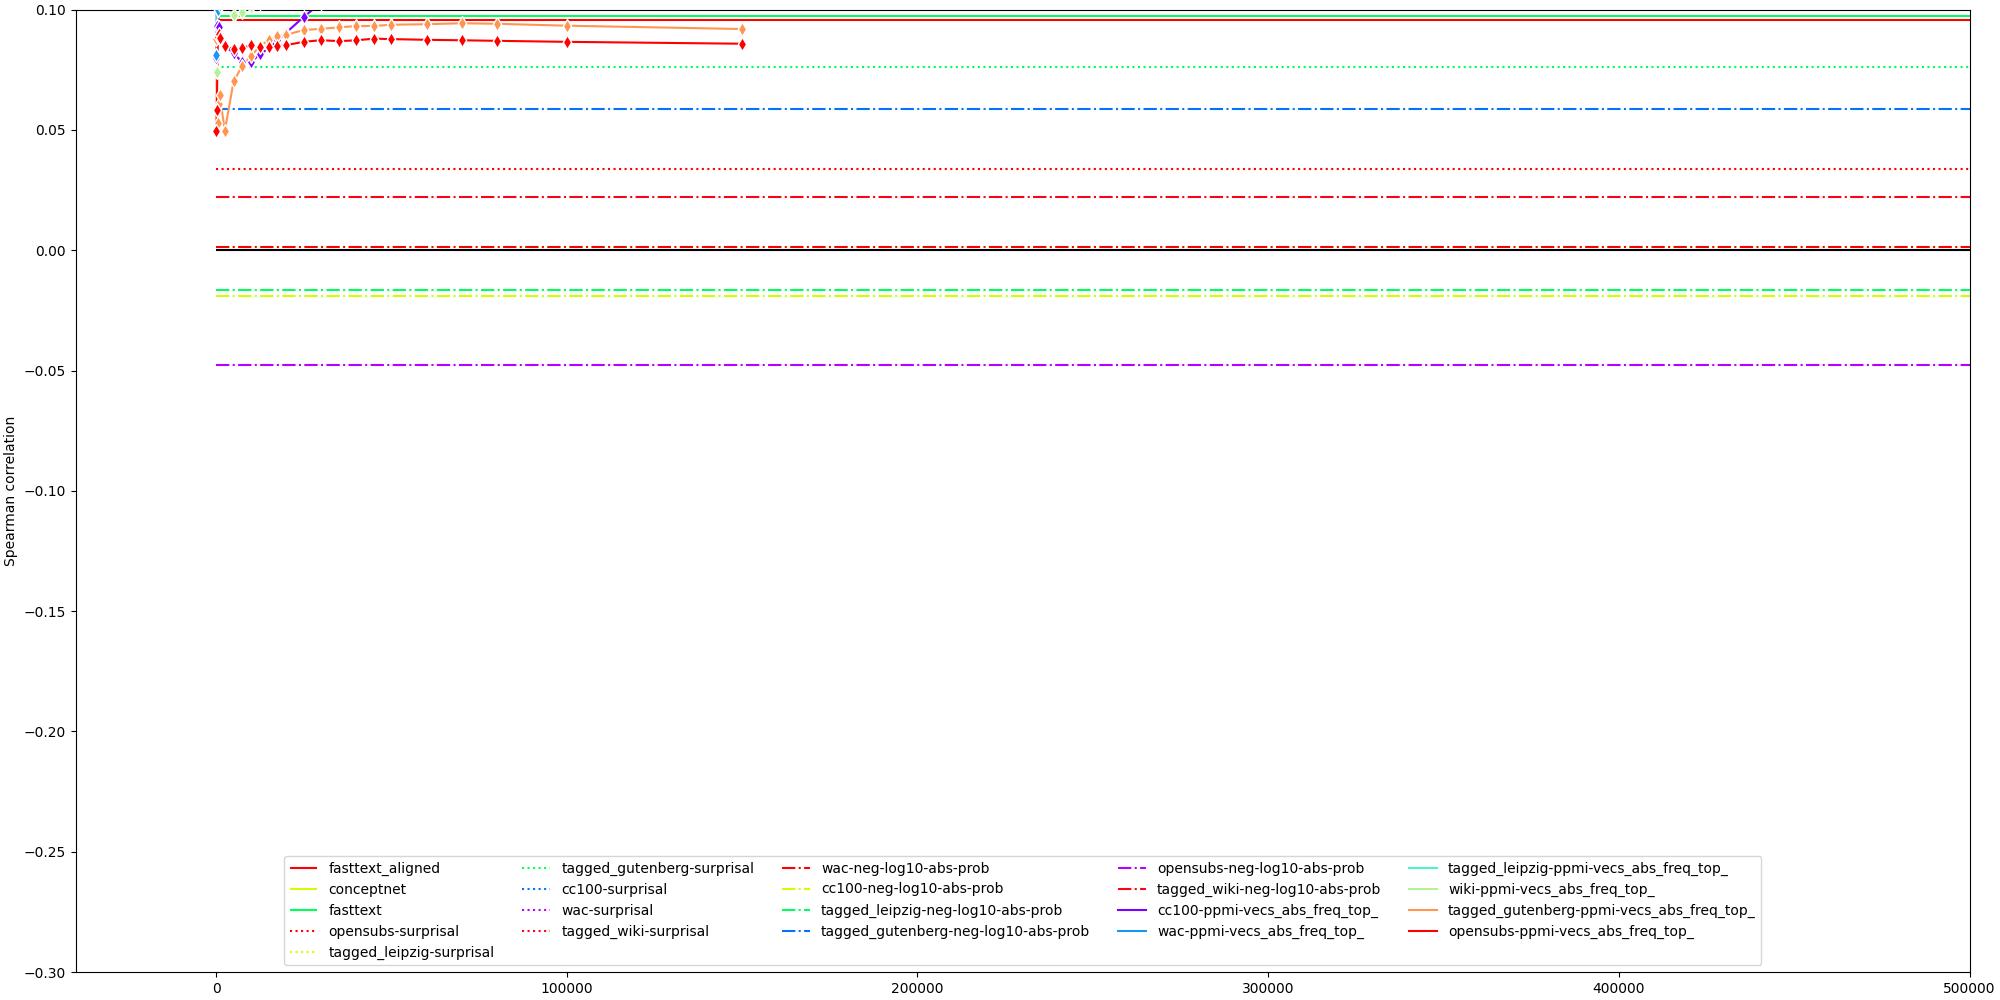 0.10
0.05
0.00
−0.05
−0.10
−0.15
−0.20
−0.25
−0.30
Spearman correlation
fasttext_aligned
conceptnet
fasttext
opensubs-surprisal
tagged_leipzig-surprisal
tagged_gutenberg-surprisal
cc100-surprisal
wac-surprisal
tagged_wiki-surprisal
wac-neg-log10-abs-prob
cc100-neg-log10-abs-prob
tagged_leipzig-neg-log10-abs-prob
tagged_gutenberg-neg-log10-abs-prob
opensubs-neg-log10-abs-prob
tagged_wiki-neg-log10-abs-prob
cc100-ppmi-vecs_abs_freq_top_
wac-ppmi-vecs_abs_freq_top_
tagged_leipzig-ppmi-vecs_abs_freq_top_
wiki-ppmi-vecs_abs_freq_top_
tagged_gutenberg-ppmi-vecs_abs_freq_top_
opensubs-ppmi-vecs_abs_freq_top_
0
100000
200000
300000
400000
500000